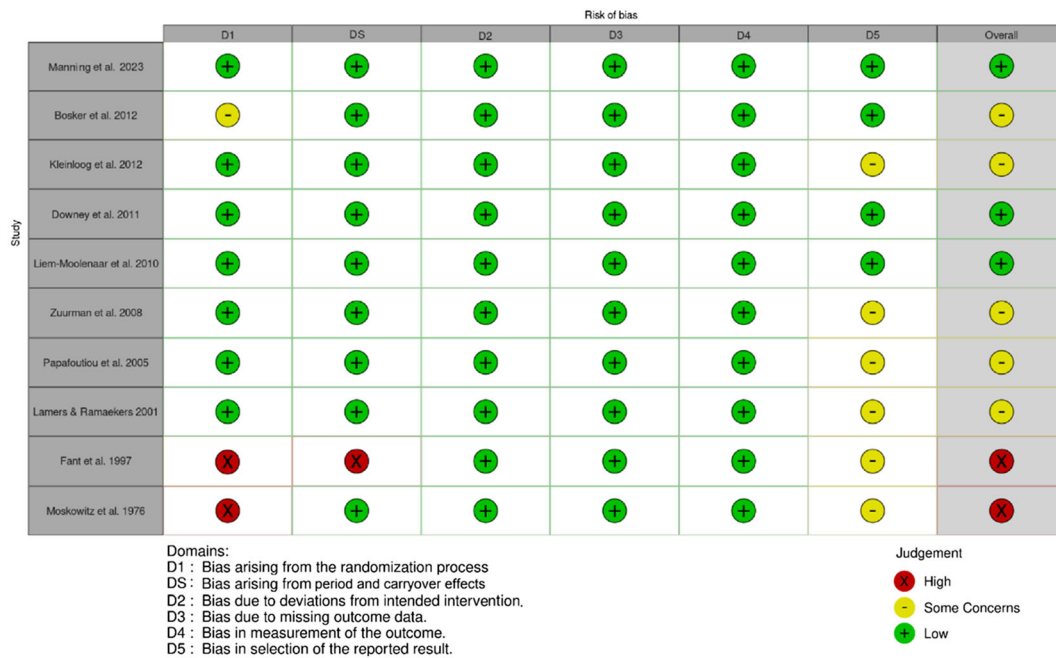 Risk of bias
D1 DS D2 D3 D4 D5 Overall
Study
Manning et al. 2023
Bosker et al. 2012
Kleinloog et al. 2012
Downey et al. 2011
Liem-Moolenaar et al. 2010
Zuurman et al. 2008
Papafoutiou et al. 2005
Lamers & Ramaekers 2001
Fant et al. 1997
Moskowitz et al. 1976
Domains:
D1 : Bias arising from the randomization process
DS : Bias arising from period and carryover effects
D2 : Bias due to deviations from intended intervention.
D3 : Bias due to missing outcome data.
D4 : Bias in measurement of the outcome.
D5 : Bias in selection of the reported result.
Judgement
X High
- Some Concerns
+ Low